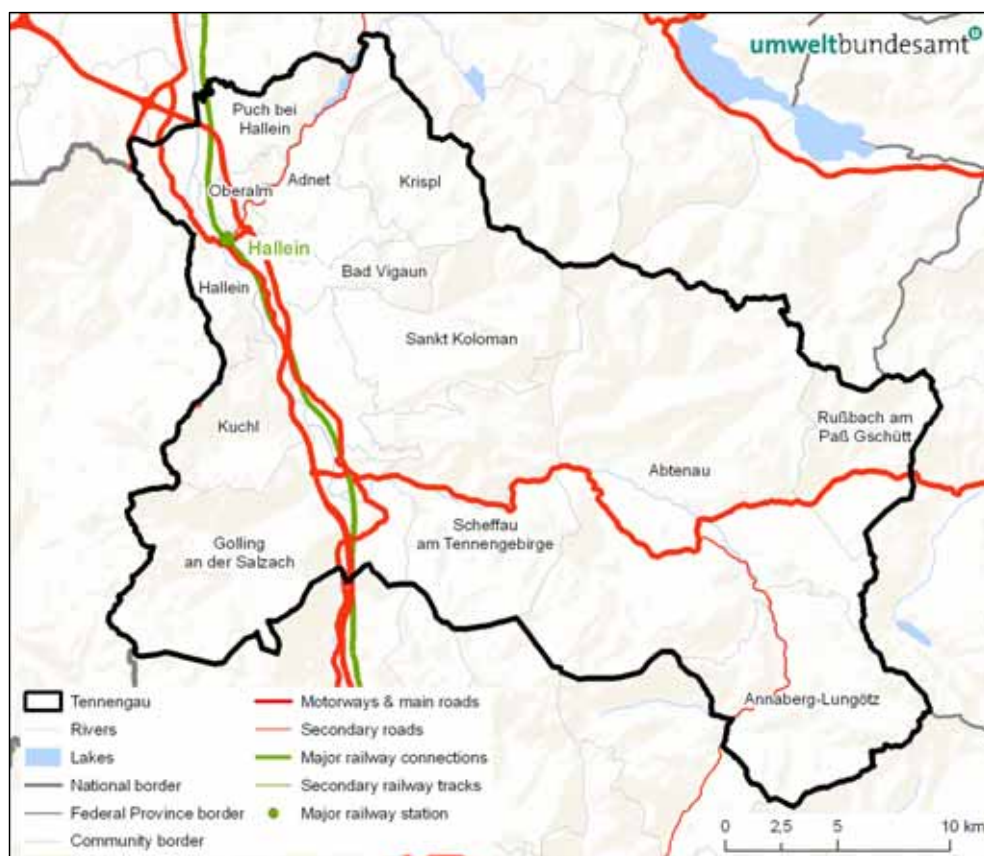 umweltbundesamt
Puch bei
Hallein
Adnet
Krispl
Oberalm
Hallein
Bad Vigaun
Hallein
Sankt Koloman
Kuchl
Rußbach am
Paß Gschütt
Abtenau
Scheffau
am Tennengebirge
Golling
an der Salzach
Annaberg-Lungötz
Tennengau
Rivers
Lakes
National border
Federal Province border
Community border
Motorways & main roads
Secondary roads
Major railway connections
Secondary railway tracks
Major railway station
0 2,5 5 10 km